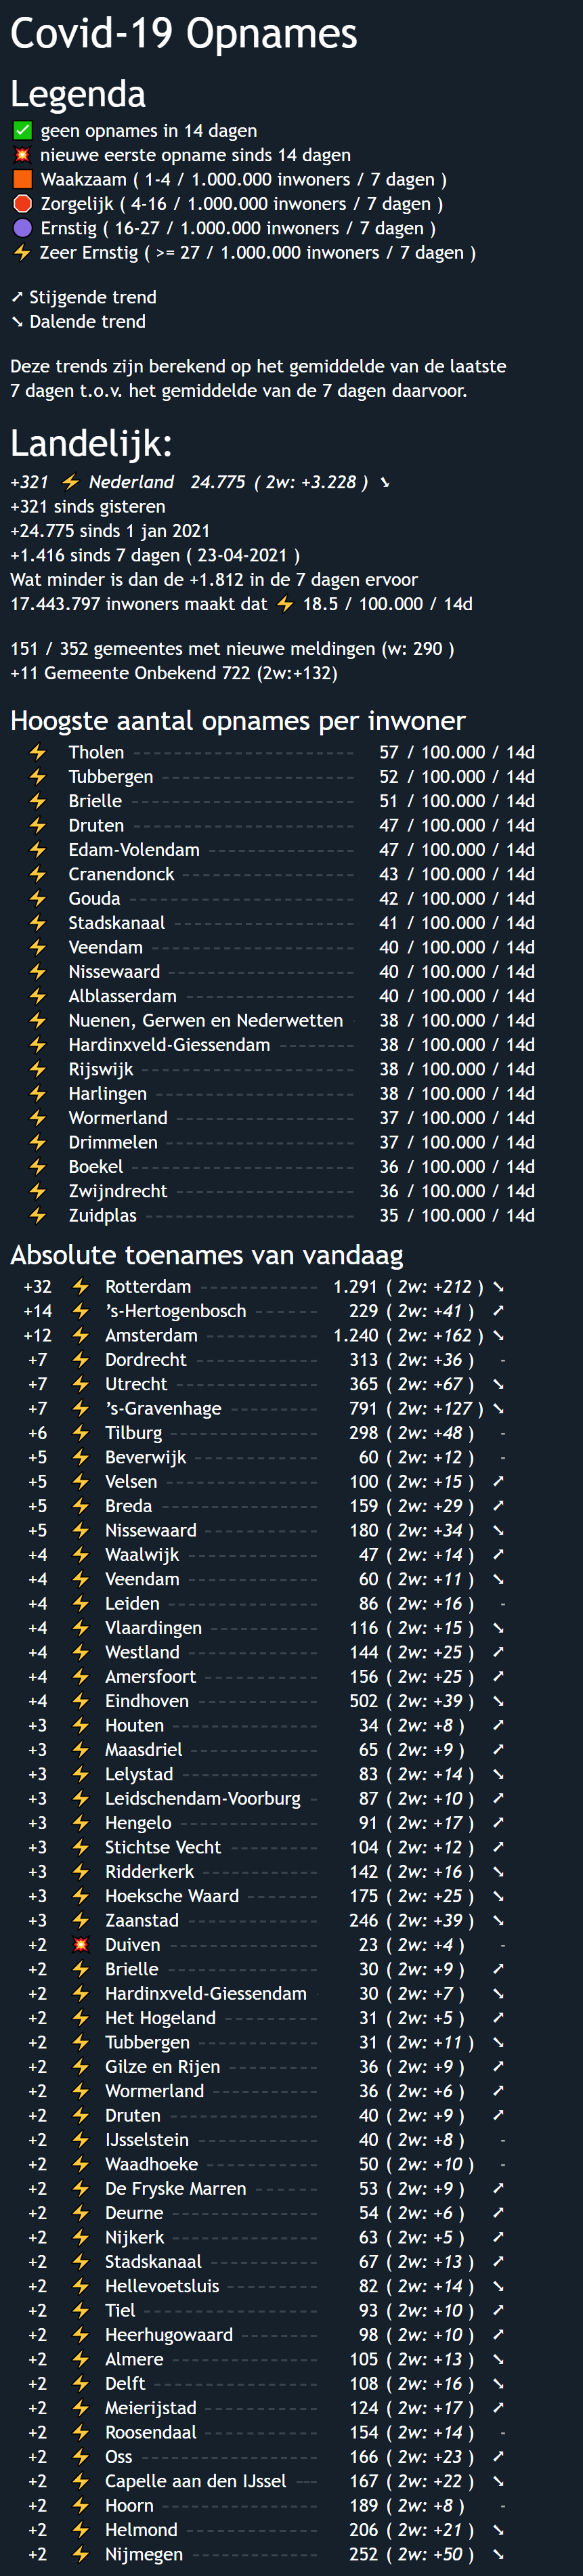 Covid-19 Opnames
Legenda
✅ geen opnames in 14 dagen
💥 nieuwe eerste opname sinds 14 dagen
🟧 Waakzaam ( 1-4 / 1.000.000 inwoners / 7 dagen )
🛑 Zorgelijk ( 4-16 / 1.000.000 inwoners / 7 dagen )
🟣 Ernstig ( 16-27 / 1.000.000 inwoners / 7 dagen )
⚡ Zeer Ernstig ( >= 27 / 1.000.000 inwoners / 7 dagen )
➚ Stijgende trend
➘ Dalende trend
Deze trends zijn berekend op het gemiddelde van de laatste
7 dagen t.o.v. het gemiddelde van de 7 dagen daarvoor.
Landelijk:
+321 ⚡ Nederland 24.775 ( 2w: +3.228 ) ➘
+321 sinds gisteren
+24.775 sinds 1 jan 2021
+1.416 sinds 7 dagen ( 23-04-2021 )
Wat minder is dan de +1.812 in de 7 dagen ervoor
17.443.797 inwoners maakt dat ⚡ 18.5 / 100.000 / 14d
151 / 352 gemeentes met nieuwe meldingen (w: 290 )
+11 Gemeente Onbekend 722 (2w:+132)
Hoogste aantal opnames per inwoner
⚡ Tholen 57 / 100.000 / 14d
⚡ Tubbergen 52 / 100.000 / 14d
⚡ Brielle 51 / 100.000 / 14d
⚡ Druten 47 / 100.000 / 14d
⚡ Edam-Volendam 47 / 100.000 / 14d
⚡ Cranendonck 43 / 100.000 / 14d
⚡ Gouda 42 / 100.000 / 14d
⚡ Stadskanaal 41 / 100.000 / 14d
⚡ Veendam 40 / 100.000 / 14d
⚡ Nissewaard 40 / 100.000 / 14d
⚡ Alblasserdam 40 / 100.000 / 14d
⚡ Nuenen, Gerwen en Nederwetten 38 / 100.000 / 14d
⚡ Hardinxveld-Giessendam 38 / 100.000 / 14d
⚡ Rijswijk 38 / 100.000 / 14d
⚡ Harlingen 38 / 100.000 / 14d
⚡ Wormerland 37 / 100.000 / 14d
⚡ Drimmelen 37 / 100.000 / 14d
⚡ Boekel 36 / 100.000 / 14d
⚡ Zwijndrecht 36 / 100.000 / 14d
⚡ Zuidplas 35 / 100.000 / 14d
Absolute toenames van vandaag
+32 ⚡ Rotterdam 1.291 ( 2w: +212 ) ➘
+14 ⚡ 's-Hertogenbosch 229 ( 2w: +41 ) ➚
+12 ⚡ Amsterdam 1.240 ( 2w: +162 ) ➘
+7 ⚡ Dordrecht 313 ( 2w: +36 ) -
+7 ⚡ Utrecht 365 ( 2w: +67 ) ➘
+7 ⚡ 's-Gravenhage 791 ( 2w: +127 ) ➘
+6 ⚡ Tilburg 298 ( 2w: +48 ) -
+5 ⚡ Beverwijk 60 ( 2w: +12 ) -
+5 ⚡ Velsen 100 ( 2w: +15 ) ➚
+5 ⚡ Breda 159 ( 2w: +29 ) ➚
+5 ⚡ Nissewaard 180 ( 2w: +34 ) ➘
+4 ⚡ Waalwijk 47 ( 2w: +14 ) ➚
+4 ⚡ Veendam 60 ( 2w: +11 ) ➘
+4 ⚡ Leiden 86 ( 2w: +16 ) -
+4 ⚡ Vlaardingen 116 ( 2w: +15 ) ➘
+4 ⚡ Westland 144 ( 2w: +25 ) ➚
+4 ⚡ Amersfoort 156 ( 2w: +25 ) ➚
+4 ⚡ Eindhoven 502 ( 2w: +39 ) ➘
+3 ⚡ Houten 34 ( 2w: +8 ) ➚
+3 ⚡ Maasdriel 65 ( 2w: +9 ) ➚
+3 ⚡ Lelystad 83 ( 2w: +14 ) ➘
+3 ⚡ Leidschendam-Voorburg 87 ( 2w: +10 ) ➚
+3 ⚡ Hengelo 91 ( 2w: +17 ) ➚
+3 ⚡ Stichtse Vecht 104 ( 2w: +12 ) ➚
+3 ⚡ Ridderkerk 142 ( 2w: +16 ) ➘
+3 ⚡ Hoeksche Waard 175 ( 2w: +25 ) ➘
+3 ⚡ Zaanstad 246 ( 2w: +39 ) ➘
+2 💥 Duiven 23 ( 2w: +4 ) -
+2 ⚡ Brielle 30 ( 2w: +9 ) ➚
+2 ⚡ Hardinxveld-Giessendam 30 ( 2w: +7 ) ➘
+2 ⚡ Het Hogeland 31 ( 2w: +5 ) ➚
+2 ⚡ Tubbergen 31 ( 2w: +11 ) ➘
+2 ⚡ Gilze en Rijen 36 ( 2w: +9 ) ➚
+2 ⚡ Wormerland 36 ( 2w: +6 ) ➚
+2 ⚡ Druten 40 ( 2w: +9 ) ➚
+2 ⚡ IJsselstein 40 ( 2w: +8 ) -
+2 ⚡ Waadhoeke 50 ( 2w: +10 ) -
+2 ⚡ De Fryske Marren 53 ( 2w: +9 ) ➚
+2 ⚡ Deurne 54 ( 2w: +6 ) ➚
+2 ⚡ Nijkerk 63 ( 2w: +5 ) ➚
+2 ⚡ Stadskanaal 67 ( 2w: +13 ) ➚
+2 ⚡ Hellevoetsluis 82 ( 2w: +14 ) ➘
+2 ⚡ Tiel 93 ( 2w: +10 ) ➚
+2 ⚡ Heerhugowaard 98 ( 2w: +10 ) ➚
+2 ⚡ Almere 105 ( 2w: +13 ) ➘
+2 ⚡ Delft 108 ( 2w: +16 ) ➘
+2 ⚡ Meierijstad 124 ( 2w: +17 ) ➚
+2 ⚡ Roosendaal 154 ( 2w: +14 ) -
+2 ⚡ Oss 166 ( 2w: +23 ) ➚
+2 ⚡ Capelle aan den IJssel 167 ( 2w: +22 ) ➘
+2 ⚡ Hoorn 189 ( 2w: +8 ) -
+2 ⚡ Helmond 206 ( 2w: +21 ) ➘
+2 ⚡ Nijmegen 252 ( 2w: +50 ) ➘